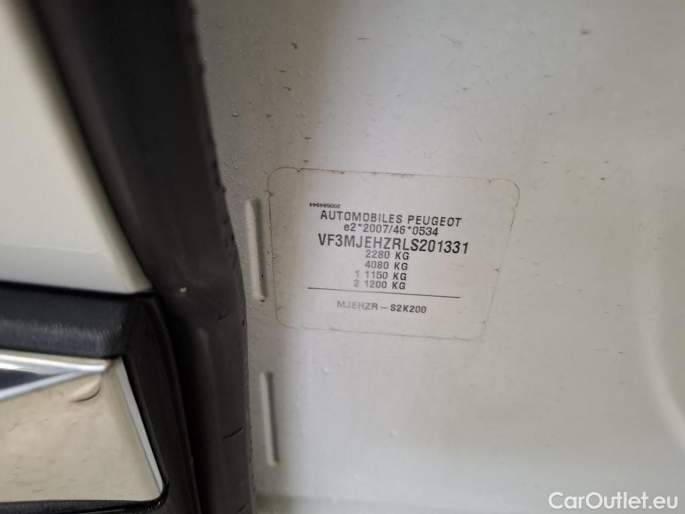 AUTOMOBILES PEUGEOT
e2*2007/46*0534
VF3MJEHZRLS201331
2280 KG
4080 KG
1 1150 KG
2 1200 KG
MJEHZR-S2K200
CarOutlet.eu